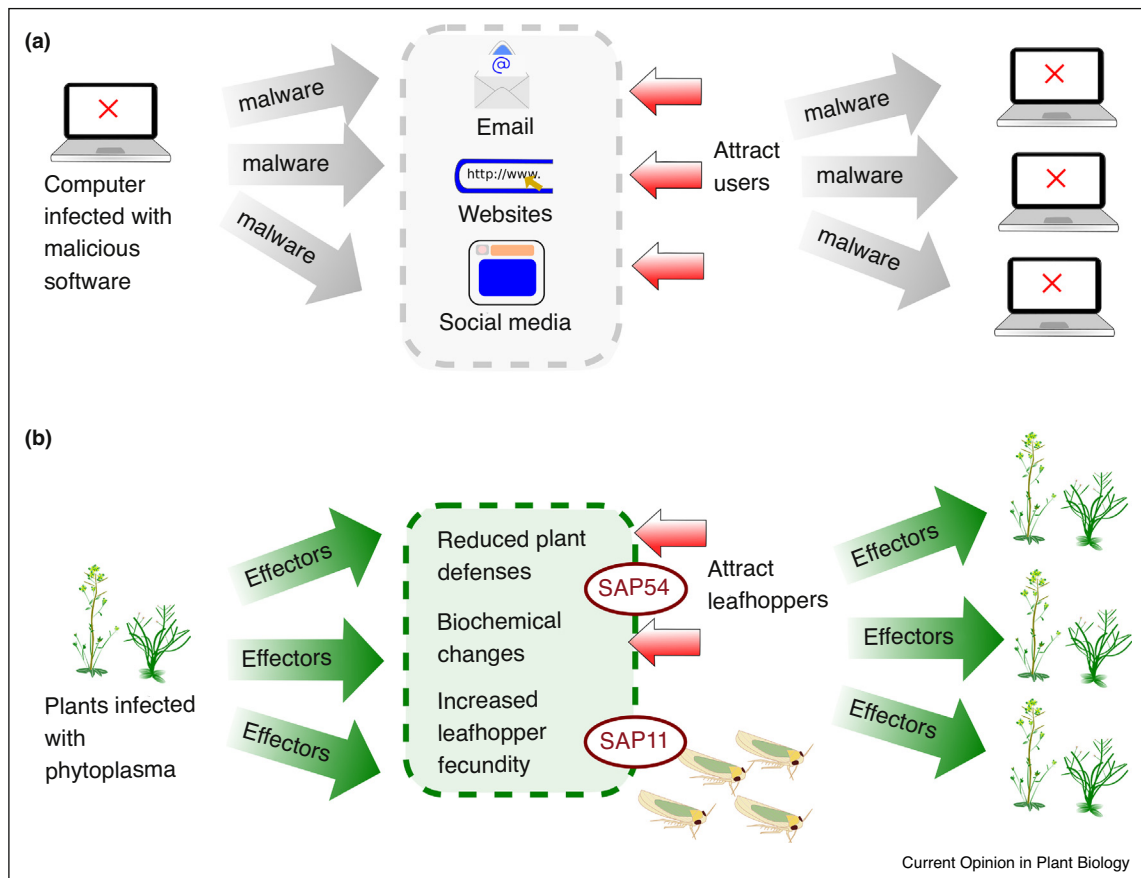 (a)
malware
malware
malware
Computer
infected with
malicious
software
@
Email
http://www.
Websites
Social media
Attract
users
malware
malware
malware
(b)
Effectors
Effectors
Effectors
Plants infected
with
phytoplasma
Reduced plant
defenses
SAP54
Biochemical
changes
Increased
leafhopper
fecundity
SAP11
Attract
leafhoppers
Effectors
Effectors
Effectors
Current Opinion in Plant Biology